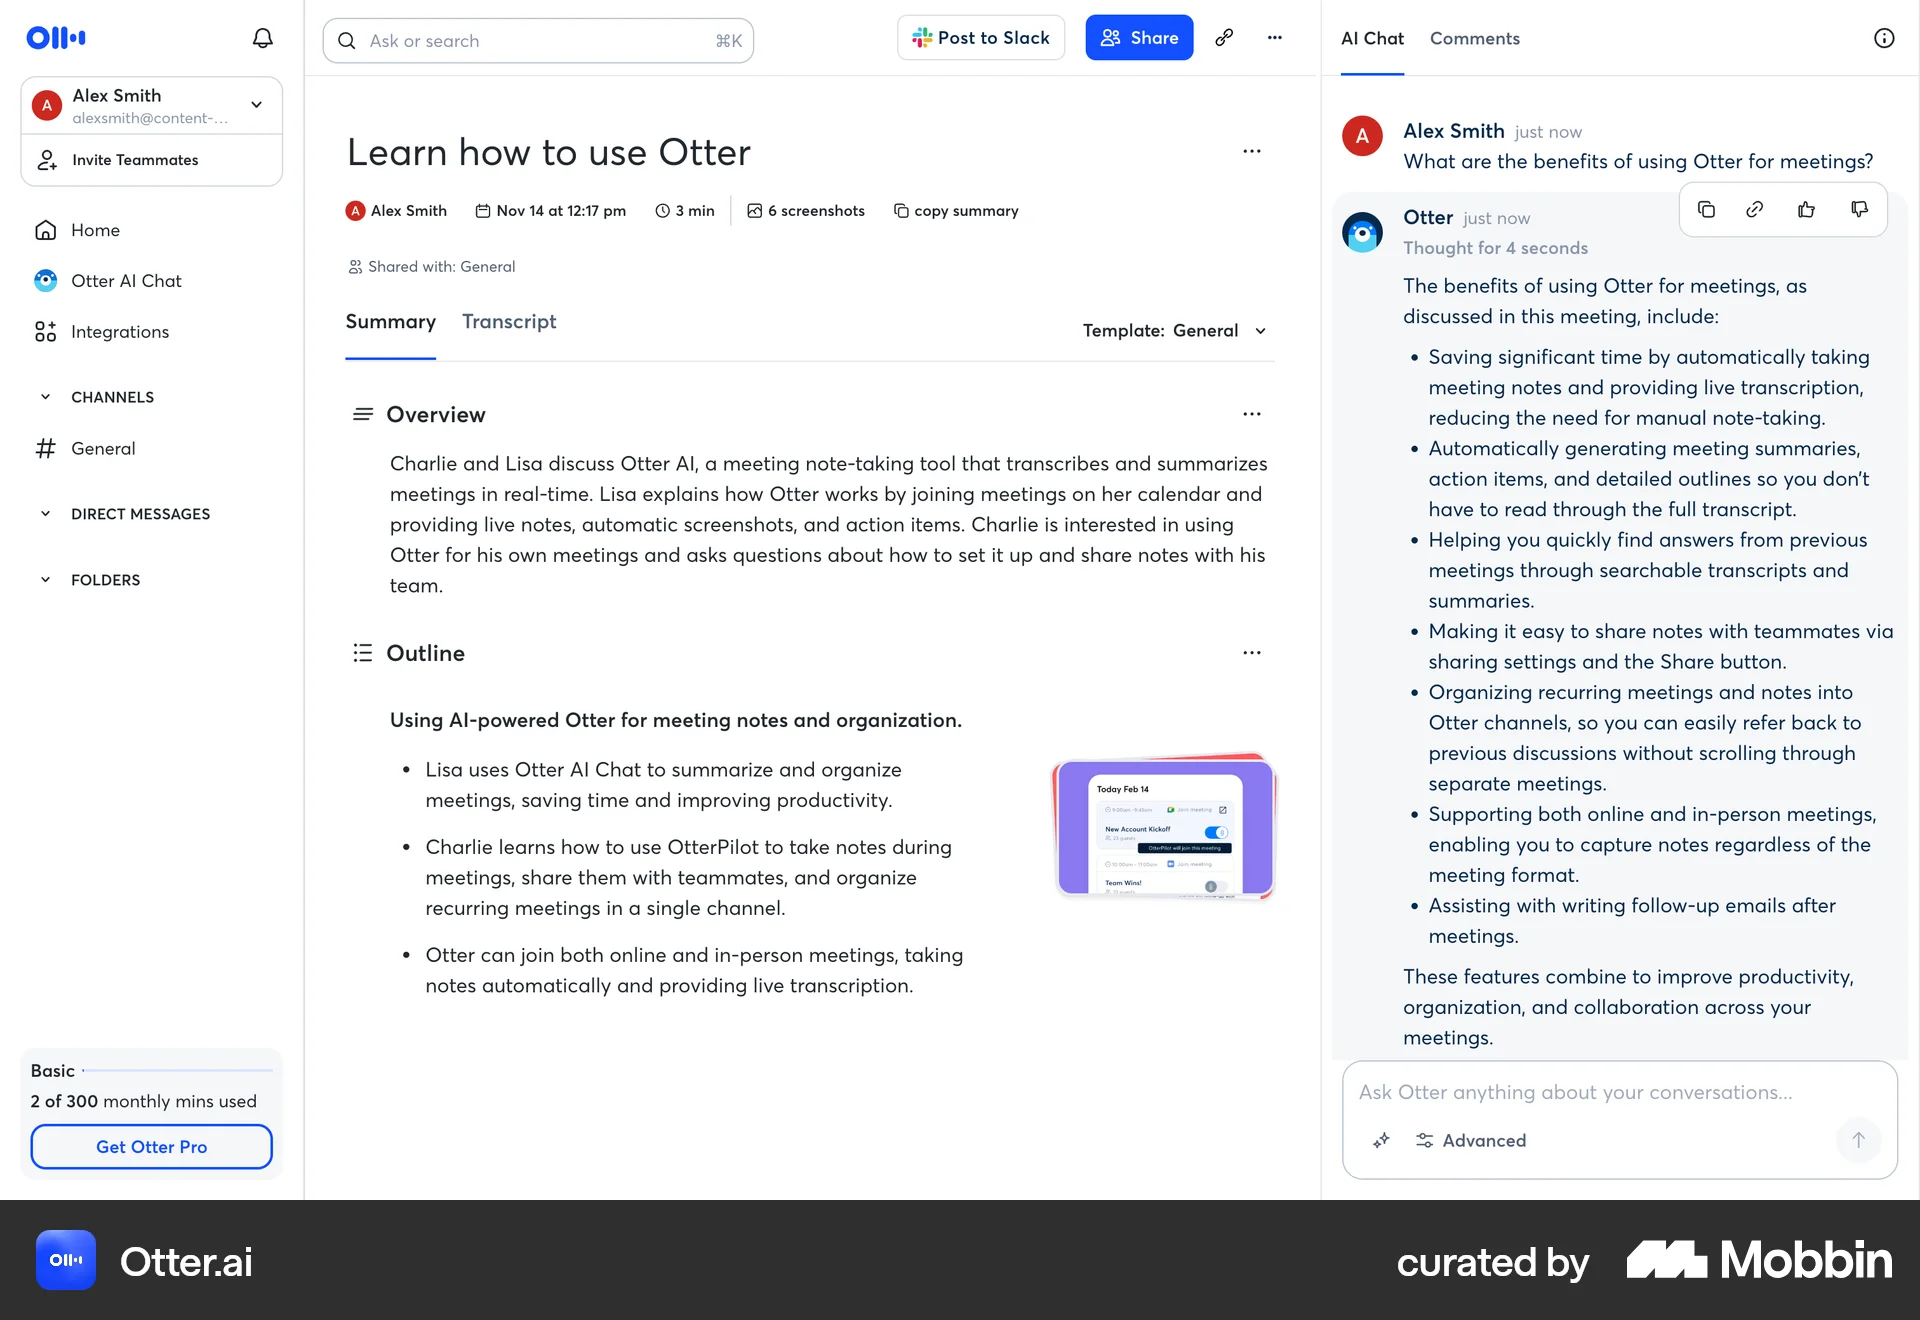 Alex Smith
alexsmith@content-...
Invite Teammates
Home
Otter AI Chat
Integrations
CHANNELS
General
DIRECT MESSAGES
FOLDERS
Basic
2 of 300 monthly mins used
Get Otter Pro
Ask or search
⌘K
Post to Slack
Share
Learn how to use Otter
A Alex Smith
Nov 14 at 12:17 pm
3 min
6 screenshots
copy summary
Shared with: General
Summary
Transcript
Template: General
Overview
Charlie and Lisa discuss Otter AI, a meeting note-taking tool that transcribes and summarizes
meetings in real-time. Lisa explains how Otter works by joining meetings on her calendar and
providing live notes, automatic screenshots, and action items. Charlie is interested in using
Otter for his own meetings and asks questions about how to set it up and share notes with his
team.
Outline
Using AI-powered Otter for meeting notes and organization.
• Lisa uses Otter AI Chat to summarize and organize
meetings, saving time and improving productivity.
• Charlie learns how to use OtterPilot to take notes during
meetings, share them with teammates, and organize
recurring meetings in a single channel.
• Otter can join both online and in-person meetings, taking
notes automatically and providing live transcription.
Today Feb 14
9:00am - 9:45am
Join meeting
New Account Kickoff
23 guests
OtterPilot will join this meeting
10:00am - 11:00am
Join meeting
Team Wins!
AI Chat
Comments
A
Alex Smith just now
What are the benefits of using Otter for meetings?
Otter just now
Thought for 4 seconds
The benefits of using Otter for meetings, as
discussed in this meeting, include:
• Saving significant time by automatically taking
meeting notes and providing live transcription,
reducing the need for manual note-taking.
• Automatically generating meeting summaries,
action items, and detailed outlines so you don't
have to read through the full transcript.
• Helping you quickly find answers from previous
meetings through searchable transcripts and
summaries.
• Making it easy to share notes with teammates via
sharing settings and the Share button.
• Organizing recurring meetings and notes into
Otter channels, so you can easily refer back to
previous discussions without scrolling through
separate meetings.
• Supporting both online and in-person meetings,
enabling you to capture notes regardless of the
meeting format.
• Assisting with writing follow-up emails after
meetings.
These features combine to improve productivity,
organization, and collaboration across your
meetings.
Ask Otter anything about your conversations...
Advanced
Otter.ai
curated by
Mobbin